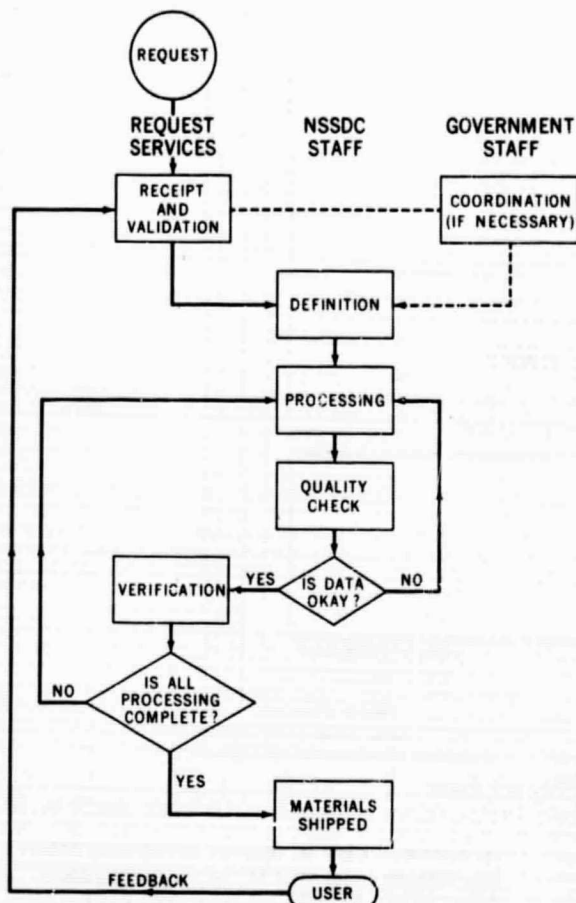 REQUEST
REQUEST
SERVICES
NSSDC
STAFF
GOVERNMENT
STAFF
RECEIPT
AND
VALIDATION
COORDINATION
(IF NECESSARY)
DEFINITION
PROCESSING
QUALITY
CHECK
IS DATA
OKAY?
YES
NO
VERIFICATION
IS ALL
PROCESSING
COMPLETE?
NO
YES
MATERIALS
SHIPPED
USER
FEEDBACK